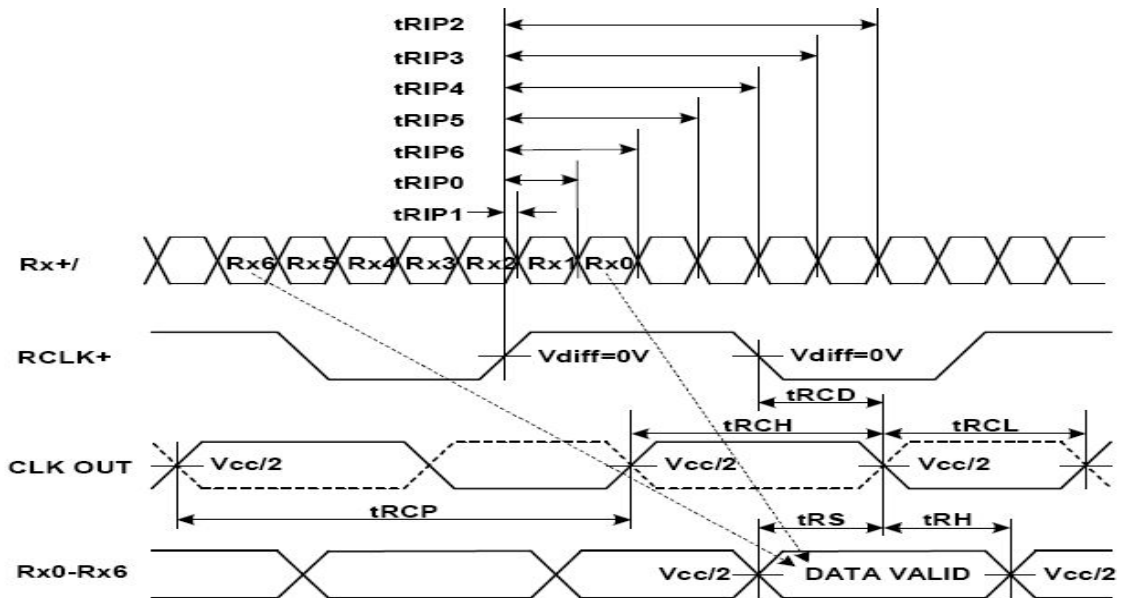 tRIP2
tRIP3
tRIP4
tRIP5
tRIP6
tRIP0
tRIP1
Rx+/ Rx6 Rx5 Rx4 Rx3 Rx2 Rx1 Rx0
RCLK+ Vdiff=0V Vdiff=0V
tRCD
tRCH tRCL
CLK OUT Vcc/2 Vcc/2 Vcc/2
tRCP tRS tRH
Rx0-Rx6 Vcc/2 DATA VALID Vcc/2